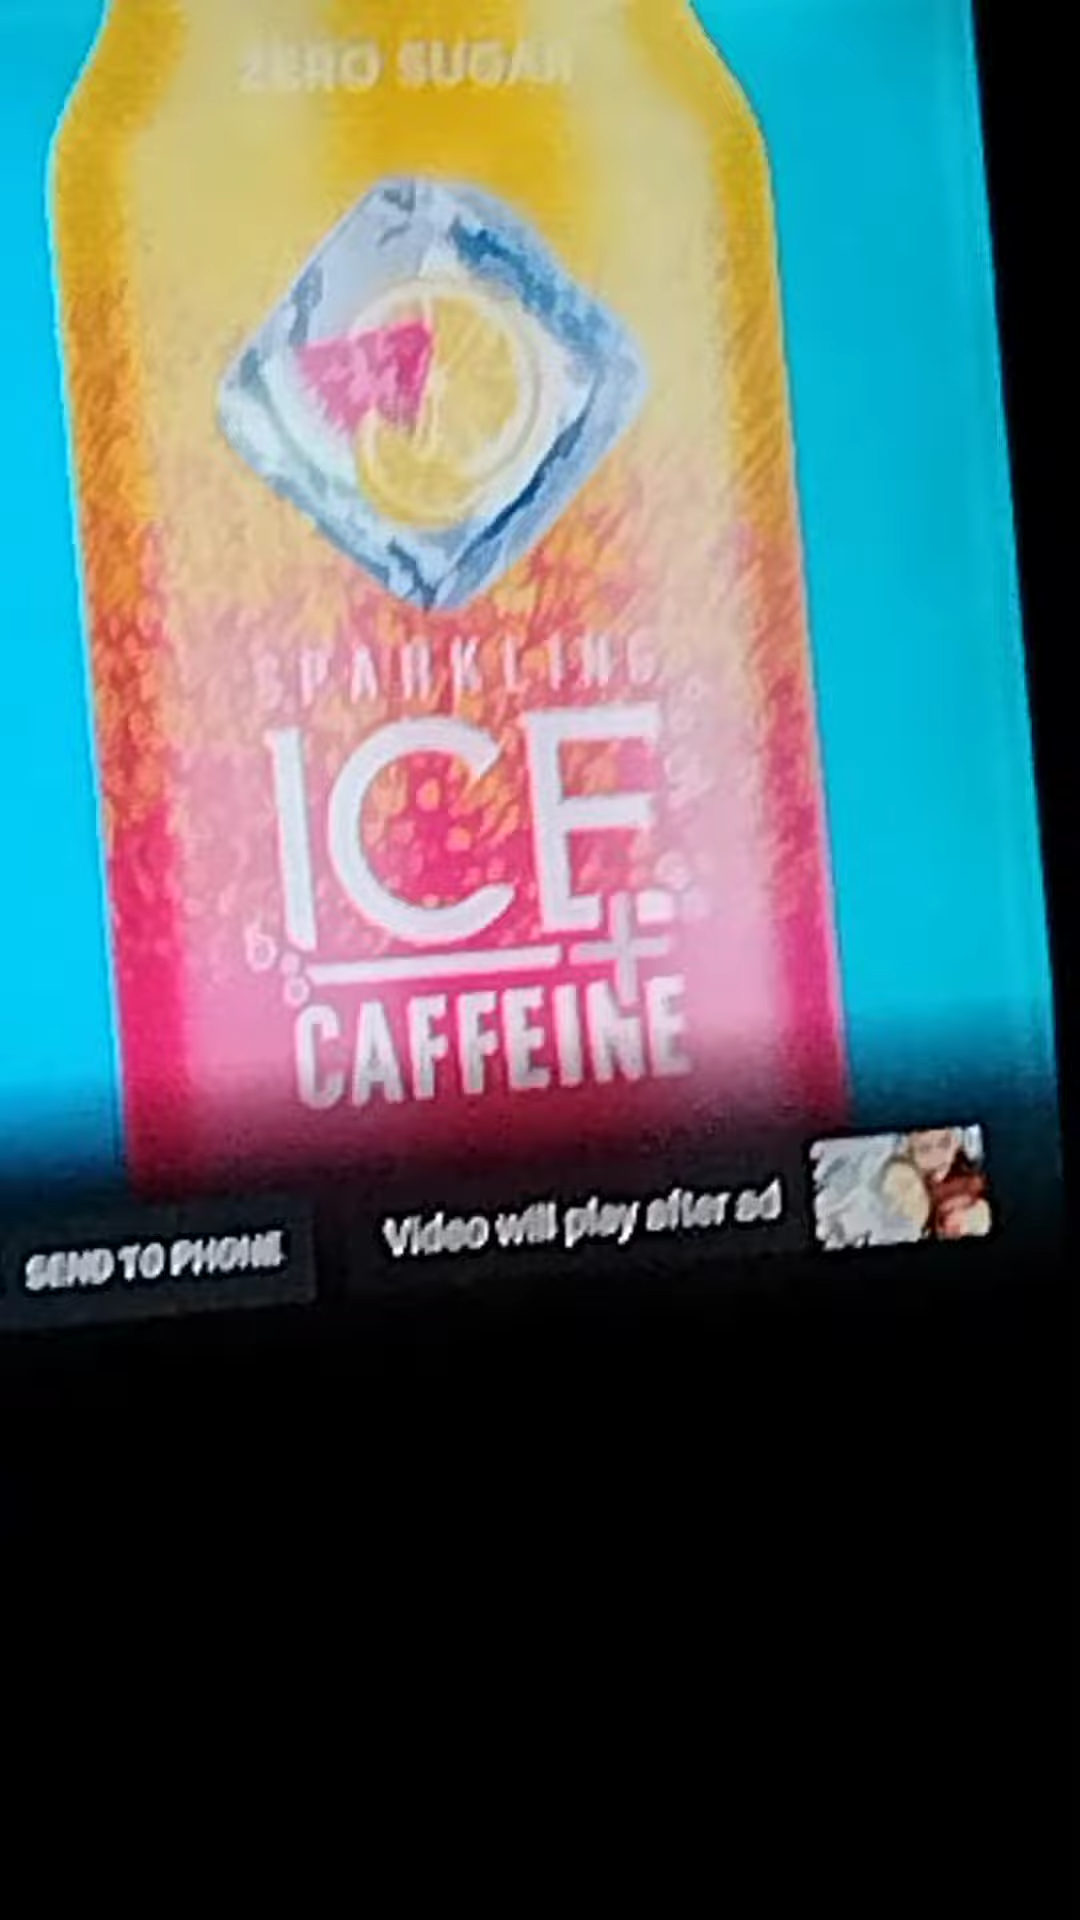 ZERO SUGAR
SPARKLING
ICE
+
CAFFEINE
SEND TO PHONE
Video will play after ad